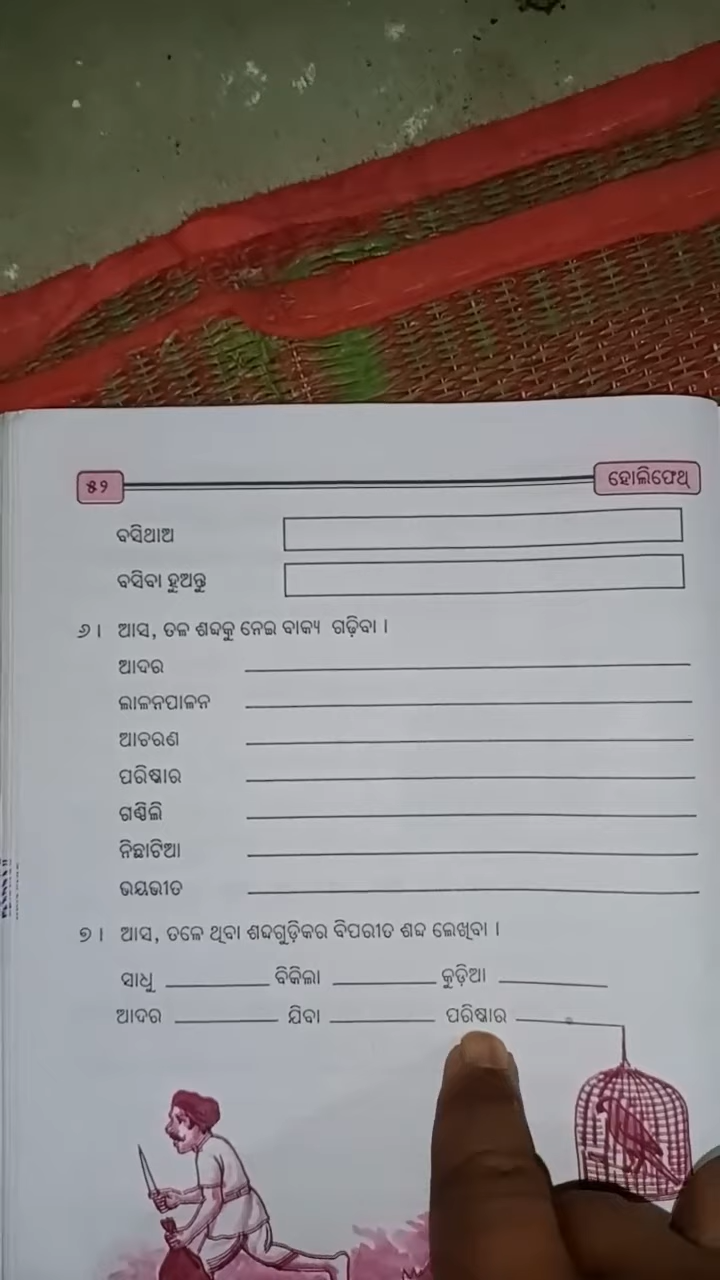 ୫୨ ହୋଲିଫେଥ୍
ବସିଥାଅ
ବସିବା ହୁଅନ୍ତୁ
୬। ଆସ, ତଳ ଶବ୍ଦକୁ ନେଇ ବାକ୍ୟ ଗଢ଼ିବା।
ଆଦର
ଲାଳନପାଳନ
ଆଚରଣ
ପରିଷ୍କାର
ଗଣ୍ଠିଲି
ନିଛାଟିଆ
ଭୟଭୀତ
୭। ଆସ, ତଳେ ଥିବା ଶବ୍ଦଗୁଡ଼ିକର ବିପରୀତ ଶବ୍ଦ ଲେଖିବା।
ସାଧୁ ବିକିଲା କୁଡ଼ିଆ
ଆଦର ଯିବା ପରିଷ୍କାର